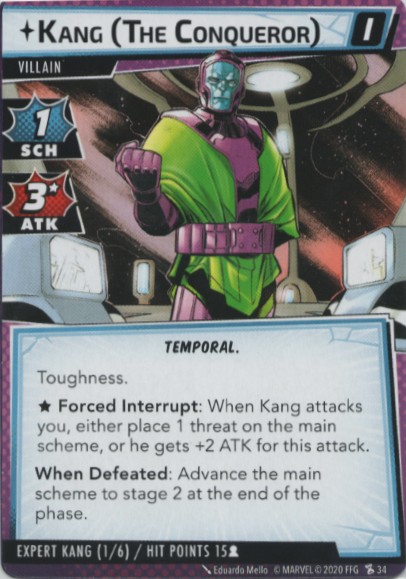 KANG (THE CONQUEROR)
I
VILLAIN
1
SCH
3★
ATK
TEMPORAL.
Toughness.
★ Forced Interrupt: When Kang attacks
you, either place 1 threat on the main
scheme, or he gets +2 ATK for this attack.
When Defeated: Advance the main
scheme to stage 2 at the end of the
phase.
EXPERT KANG (1/6) / HIT POINTS 15
Eduardo Mello © MARVEL © 2020 FFG 34